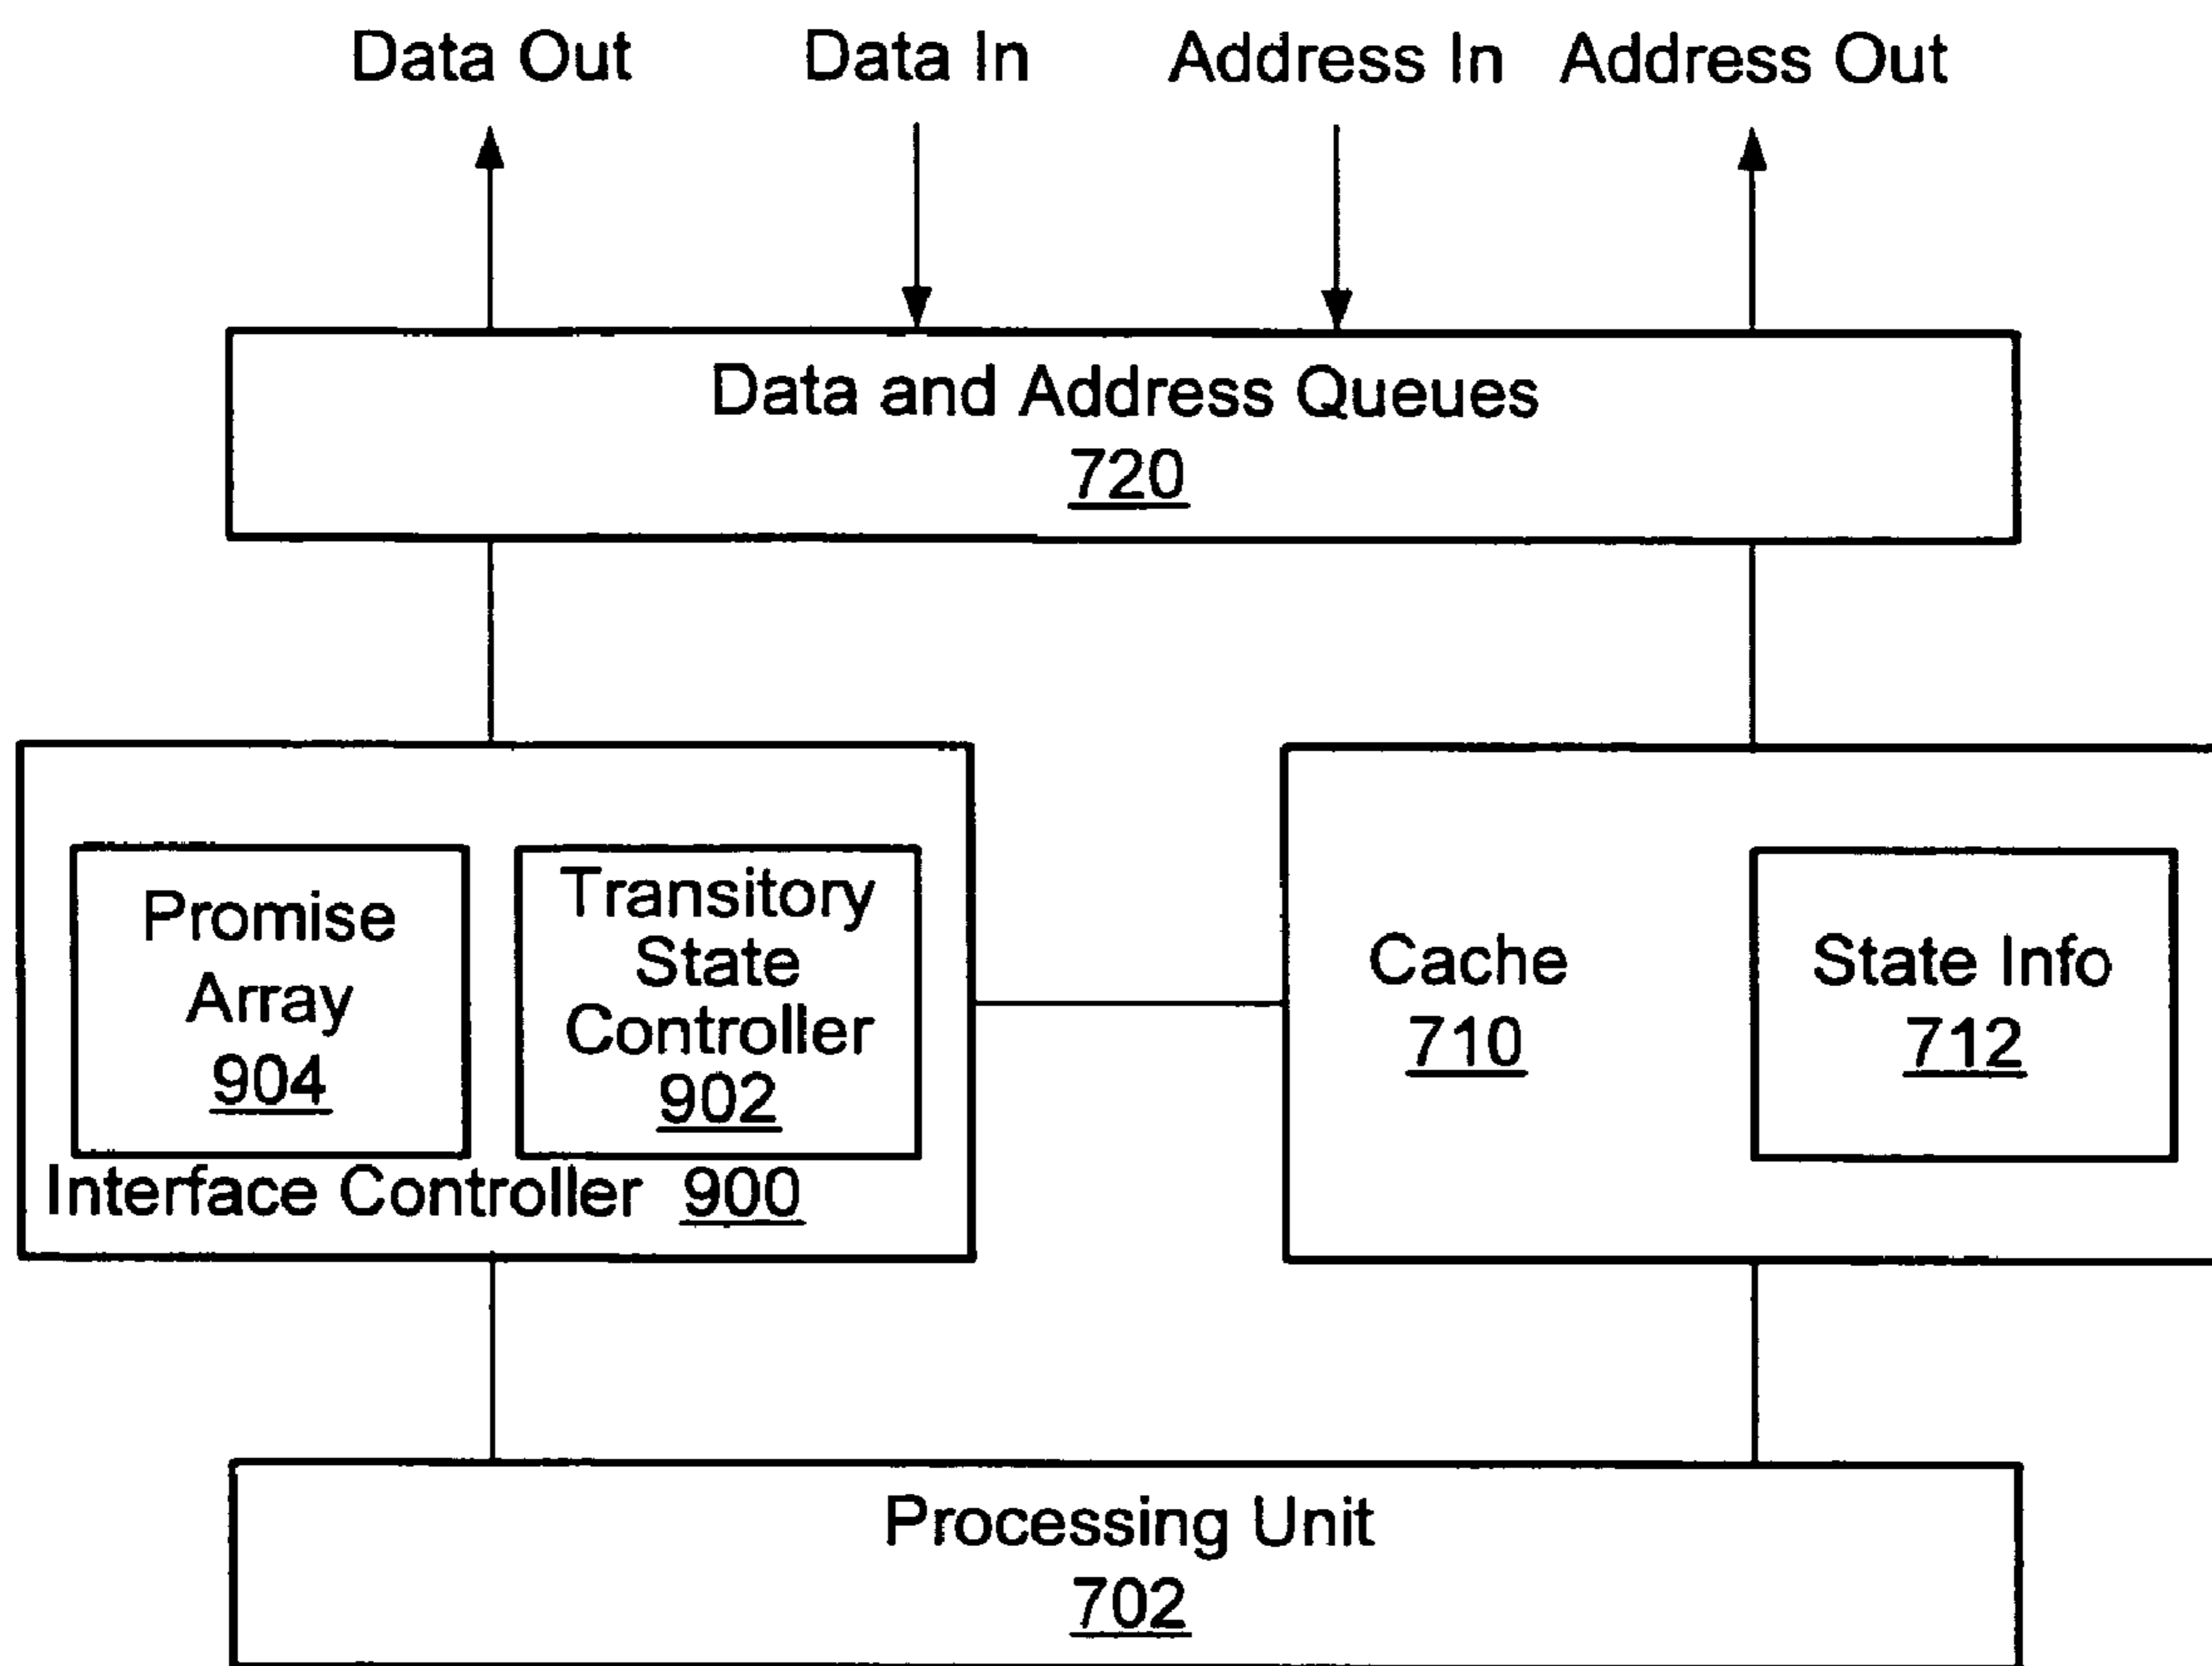 Data Out
Data In
Address In
Address Out
Data and Address Queues
720
Promise
Array
904
Transitory
State
Controller
902
Interface Controller 900
Cache
710
State Info
712
Processing Unit
702